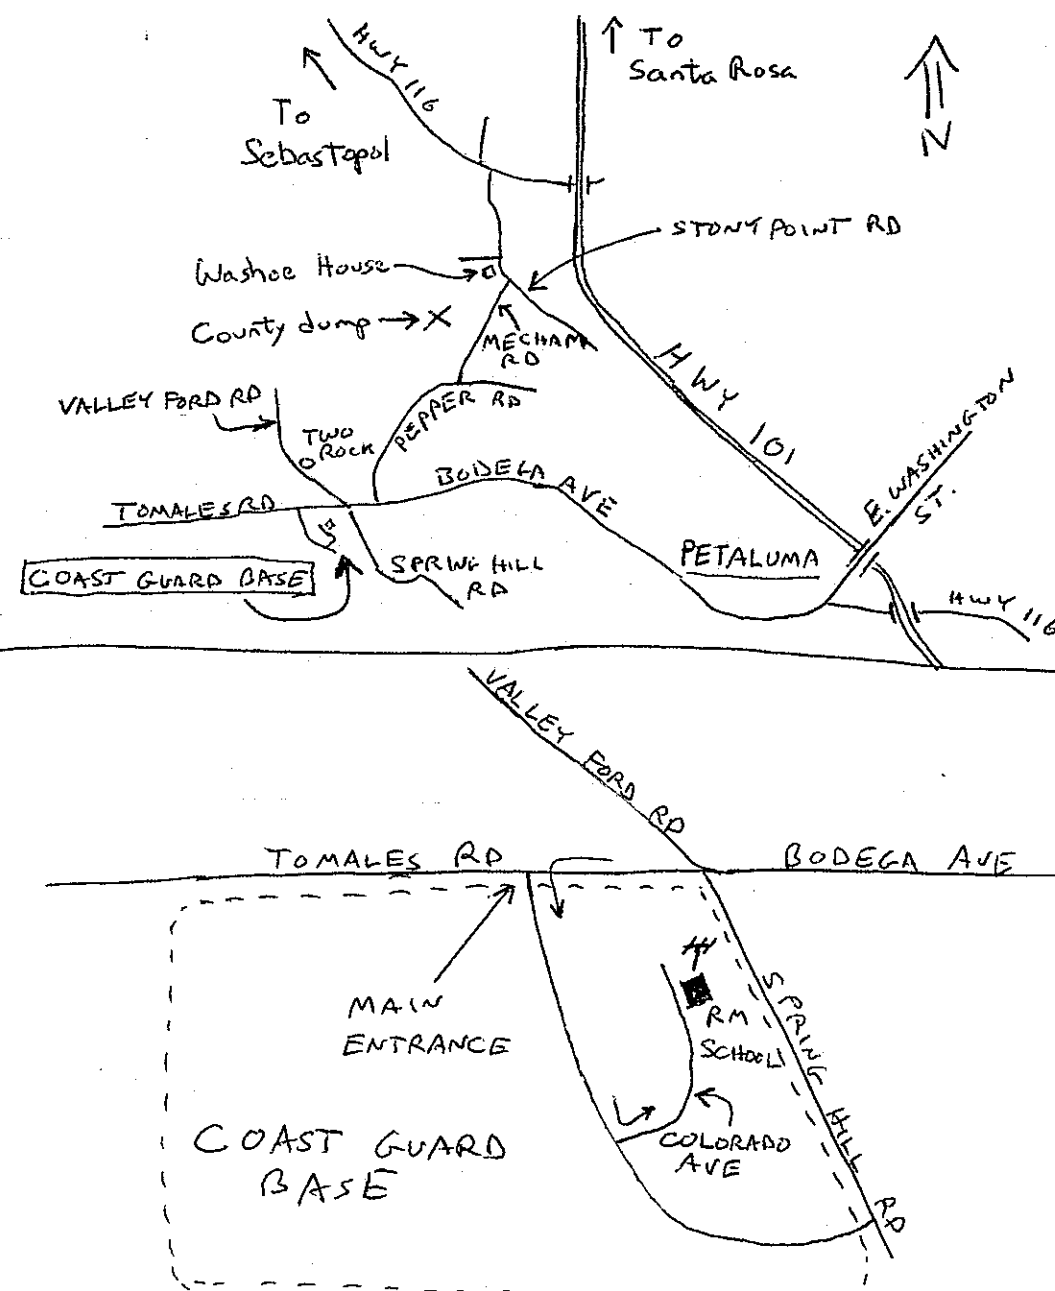 HWY 116
↑ To
Santa Rosa
N
To
Sebastopol
STONY POINT RD
Washoe House
County dump → X
MECHAM
RD
HWY 101
VALLEY FORD RD
TWO
ROCK
PEPPER RD
E. WASHINGTON
ST.
TOMALES RD
BODEGA AVE
PETALUMA
COAST GUARD BASE
SPRING HILL
RD
HWY 116
VALLEY FORD RD
TOMALES RD
BODEGA AVE
MAIN
ENTRANCE
RM
SCHOOL
SPRING HILL RD
COLORADO
AVE
COAST GUARD
BASE